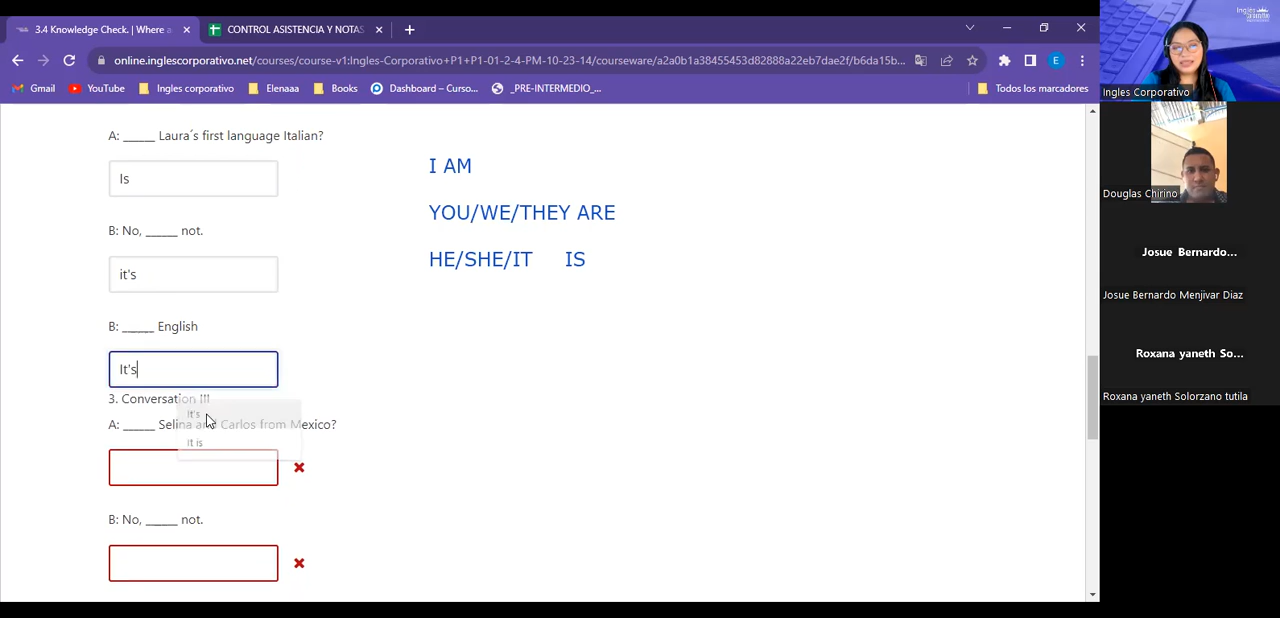 3.4 Knowledge Check. | Where a
CONTROL ASISTENCIA Y NOTAS
online.inglescorporativo.net/courses/course-v1:Ingles-Corporativo+P1+P1-01-2-4-PM-10-23-14/courseware/a2a0b1a38455453d82888a22eb7dae2f/b6da15b...
E
Gmail
YouTube
Ingles corporativo
Elenaaa
Books
Dashboard – Curso...
_PRE-INTERMEDIO_...
Todos los marcadores
A: _____ Laura´s first language Italian?
Is
B: No, _____ not.
it's
B: _____ English
It's
3. Conversation III
It's
A: _____ Selina and Carlos from Mexico?
It is
B: No, _____ not.
I AM
YOU/WE/THEY ARE
HE/SHE/IT IS
Ingles Corporativo
Douglas Chirino
Josue Bernardo...
Josue Bernardo Menjivar Diaz
Roxana yaneth So...
Roxana yaneth Solorzano tutila